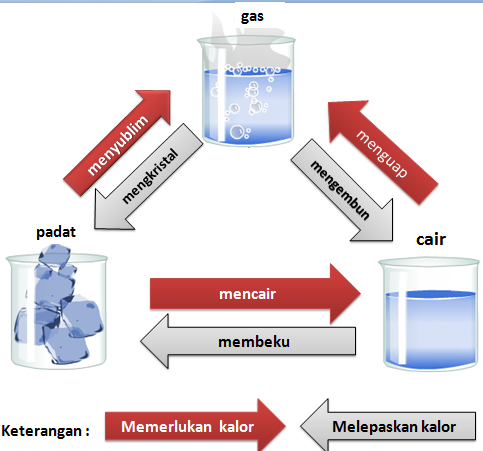 gas
menyublim
mengkristal
mengembun
menguap
padat
cair
mencair
membeku
Keterangan :
Memerlukan kalor
Melepaskan kalor